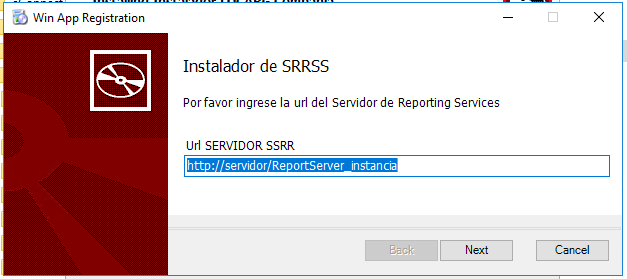 Win App Registration
Instalador de SRRSS
Por favor ingrese la url del Servidor de Reporting Services
Url SERVIDOR SSRR
http://servidor/ReportServer_instancia
Back
Next
Cancel